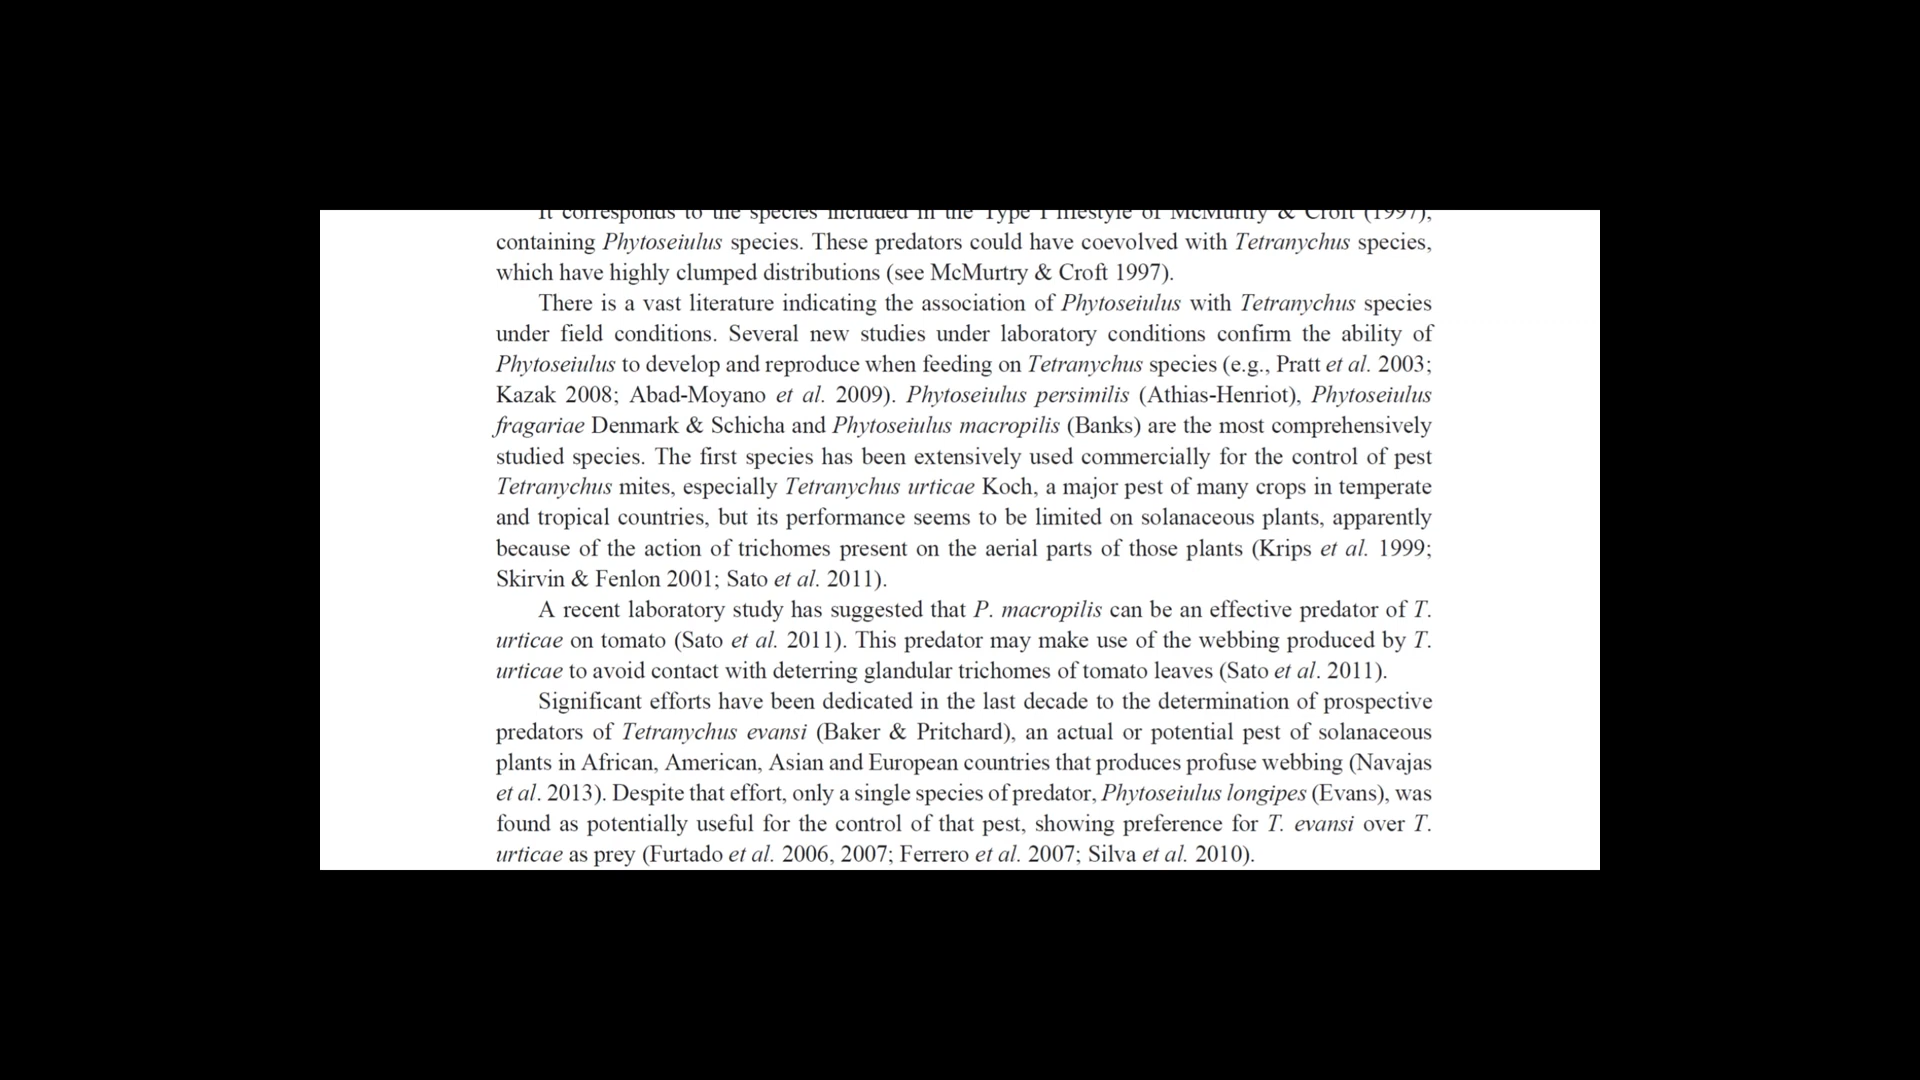 It corresponds to the species included in the Type I lifestyle of McMurtry & Croft (1997),
containing Phytoseiulus species. These predators could have coevolved with Tetranychus species,
which have highly clumped distributions (see McMurtry & Croft 1997).
There is a vast literature indicating the association of Phytoseiulus with Tetranychus species
under field conditions. Several new studies under laboratory conditions confirm the ability of
Phytoseiulus to develop and reproduce when feeding on Tetranychus species (e.g., Pratt et al. 2003;
Kazak 2008; Abad-Moyano et al. 2009). Phytoseiulus persimilis (Athias-Henriot), Phytoseiulus
fragariae Denmark & Schicha and Phytoseiulus macropilis (Banks) are the most comprehensively
studied species. The first species has been extensively used commercially for the control of pest
Tetranychus mites, especially Tetranychus urticae Koch, a major pest of many crops in temperate
and tropical countries, but its performance seems to be limited on solanaceous plants, apparently
because of the action of trichomes present on the aerial parts of those plants (Krips et al. 1999;
Skirvin & Fenlon 2001; Sato et al. 2011).
A recent laboratory study has suggested that P. macropilis can be an effective predator of T.
urticae on tomato (Sato et al. 2011). This predator may make use of the webbing produced by T.
urticae to avoid contact with deterring glandular trichomes of tomato leaves (Sato et al. 2011).
Significant efforts have been dedicated in the last decade to the determination of prospective
predators of Tetranychus evansi (Baker & Pritchard), an actual or potential pest of solanaceous
plants in African, American, Asian and European countries that produces profuse webbing (Navajas
et al. 2013). Despite that effort, only a single species of predator, Phytoseiulus longipes (Evans), was
found as potentially useful for the control of that pest, showing preference for T. evansi over T.
urticae as prey (Furtado et al. 2006, 2007; Ferrero et al. 2007; Silva et al. 2010).